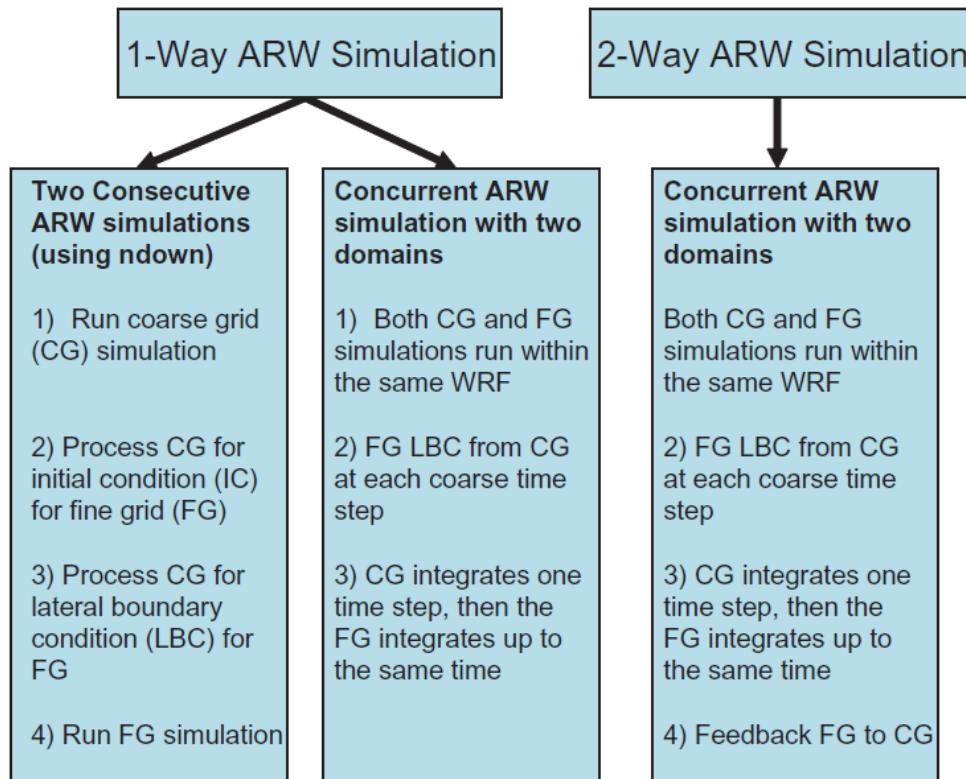 1-Way ARW Simulation
2-Way ARW Simulation
Two Consecutive
ARW simulations
(using ndown)
1) Run coarse grid
(CG) simulation
2) Process CG for
initial condition (IC)
for fine grid (FG)
3) Process CG for
lateral boundary
condition (LBC) for
FG
4) Run FG simulation
Concurrent ARW
simulation with two
domains
1) Both CG and FG
simulations run within
the same WRF
2) FG LBC from CG
at each coarse time
step
3) CG integrates one
time step, then the
FG integrates up to
the same time
Concurrent ARW
simulation with two
domains
Both CG and FG
simulations run within
the same WRF
2) FG LBC from CG
at each coarse time
step
3) CG integrates one
time step, then the
FG integrates up to
the same time
4) Feedback FG to CG